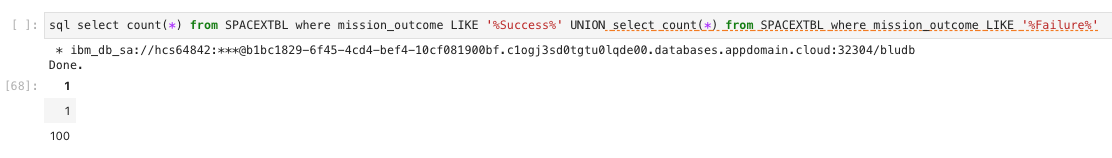 [ ]: sql select count(*) from SPACEXTBL where mission_outcome LIKE '%Success%' UNION select count(*) from SPACEXTBL where mission_outcome LIKE '%Failure%'
* ibm_db_sa://hcs64842:***@b1bc1829-6f45-4cd4-bef4-10cf081900bf.c1ogj3sd0tgtu0lqde00.databases.appdomain.cloud:32304/bludb
Done.
[68]: 1
1
100